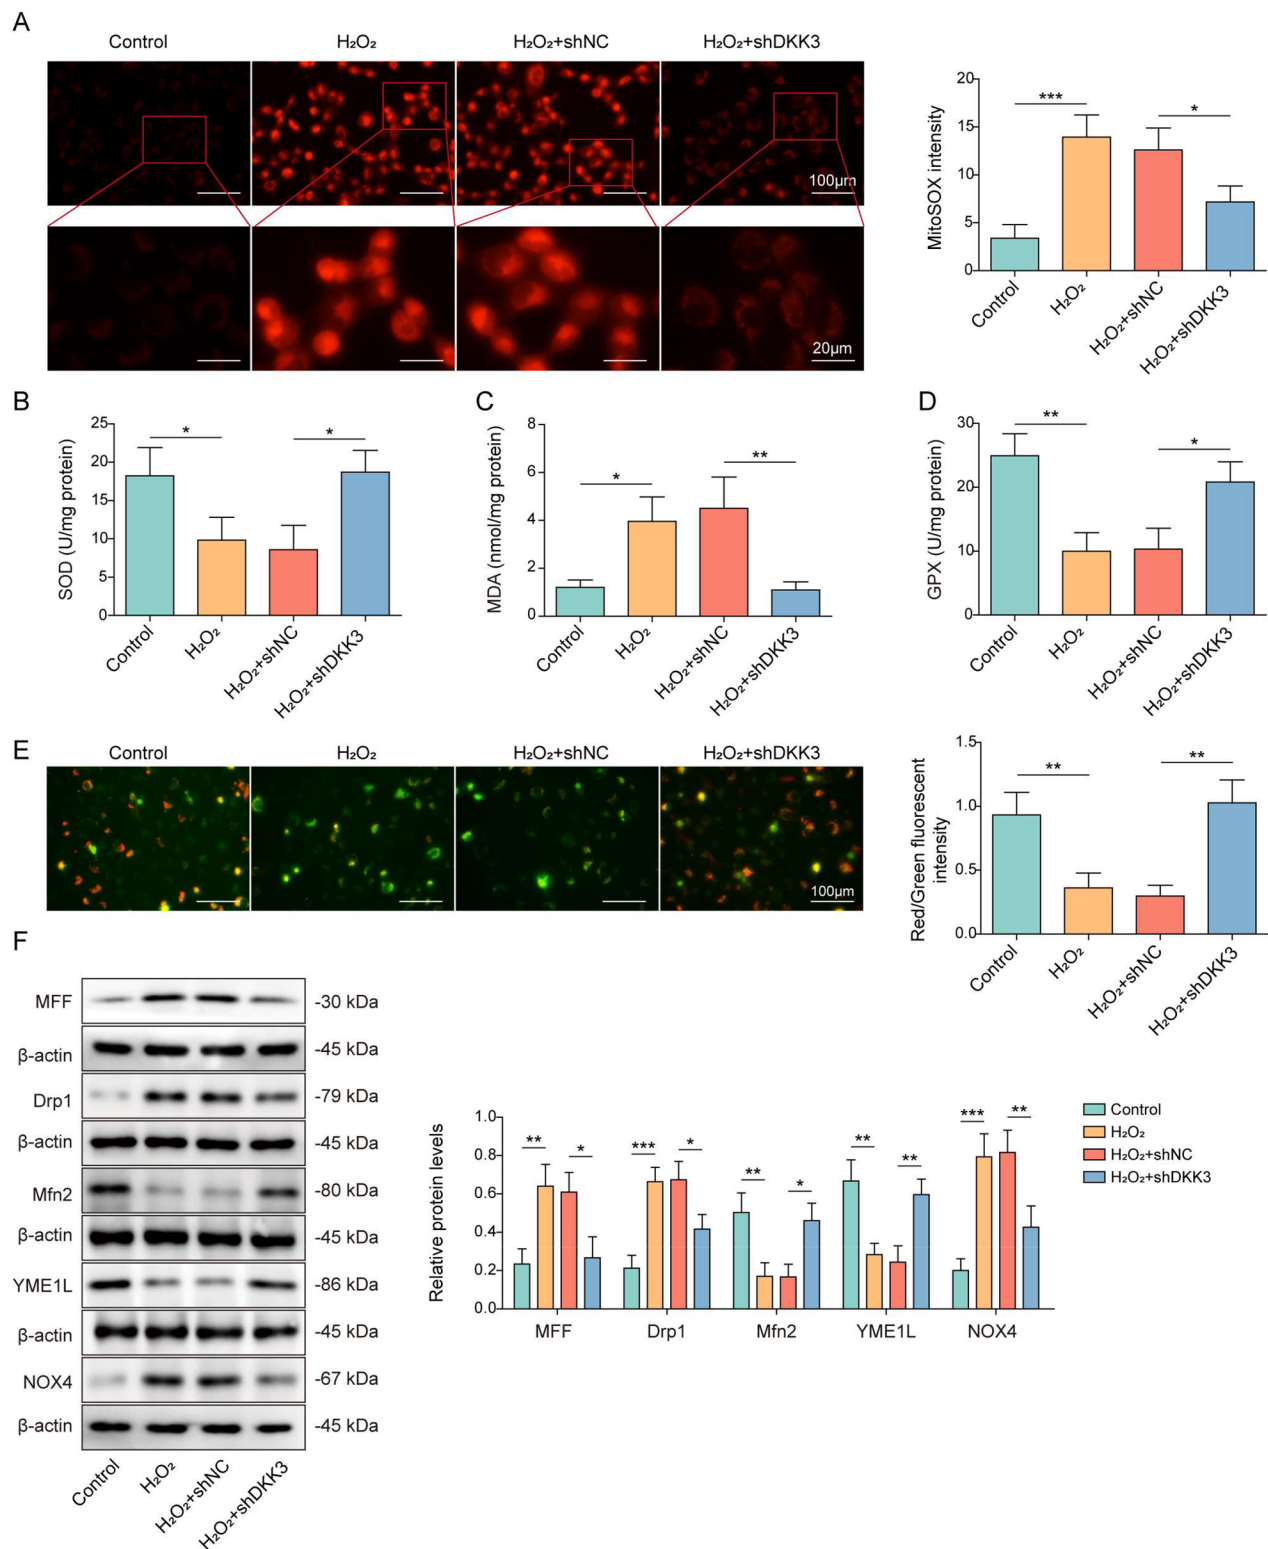 A
Control
H₂O₂
H₂O₂+shNC
H₂O₂+shDKK3
100μm
20μm
MitoSOX intensity
20
15
10
5
0
***
*
Control
H₂O₂
H₂O₂+shNC
H₂O₂+shDKK3
B
SOD (U/mg protein)
25
20
15
10
5
0
*
*
Control
H₂O₂
H₂O₂+shNC
H₂O₂+shDKK3
C
MDA (nmol/mg protein)
8
6
4
2
0
*
**
Control
H₂O₂
H₂O₂+shNC
H₂O₂+shDKK3
D
GPX (U/mg protein)
30
20
10
0
**
*
Control
H₂O₂
H₂O₂+shNC
H₂O₂+shDKK3
E
Control
H₂O₂
H₂O₂+shNC
H₂O₂+shDKK3
100μm
Red/Green fluorescent
intensity
1.5
1.0
0.5
0.0
**
**
Control
H₂O₂
H₂O₂+shNC
H₂O₂+shDKK3
F
MFF -30 kDa
β-actin -45 kDa
Drp1 -79 kDa
β-actin -45 kDa
Mfn2 -80 kDa
β-actin -45 kDa
YME1L -86 kDa
β-actin -45 kDa
NOX4 -67 kDa
β-actin -45 kDa
Control
H₂O₂
H₂O₂+shNC
H₂O₂+shDKK3
Relative protein levels
1.0
0.8
0.6
0.4
0.2
0.0
** * *** * ** * ** ** *** **
MFF Drp1 Mfn2 YME1L NOX4
Control
H₂O₂
H₂O₂+shNC
H₂O₂+shDKK3